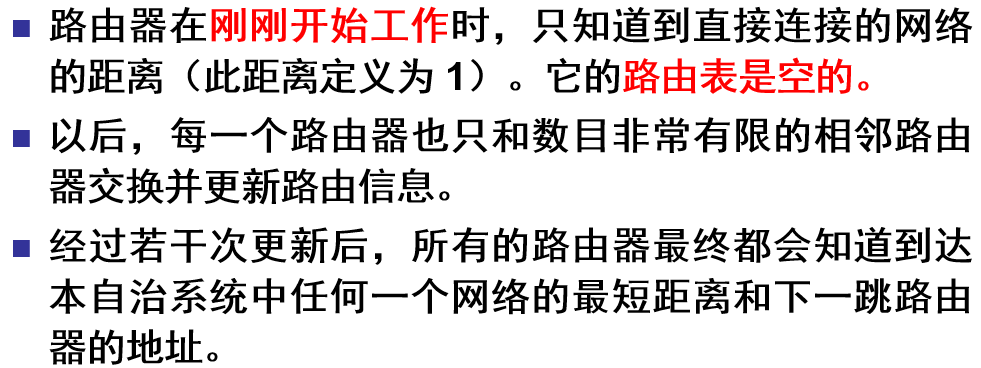 路由器在刚刚开始工作时，只知道到直接连接的网络
的距离（此距离定义为 1）。它的路由表是空的。
以后，每一个路由器也只和数目非常有限的相邻路由
器交换并更新路由信息。
经过若干次更新后，所有的路由器最终都会知道到达
本自治系统中任何一个网络的最短距离和下一跳路由
器的地址。